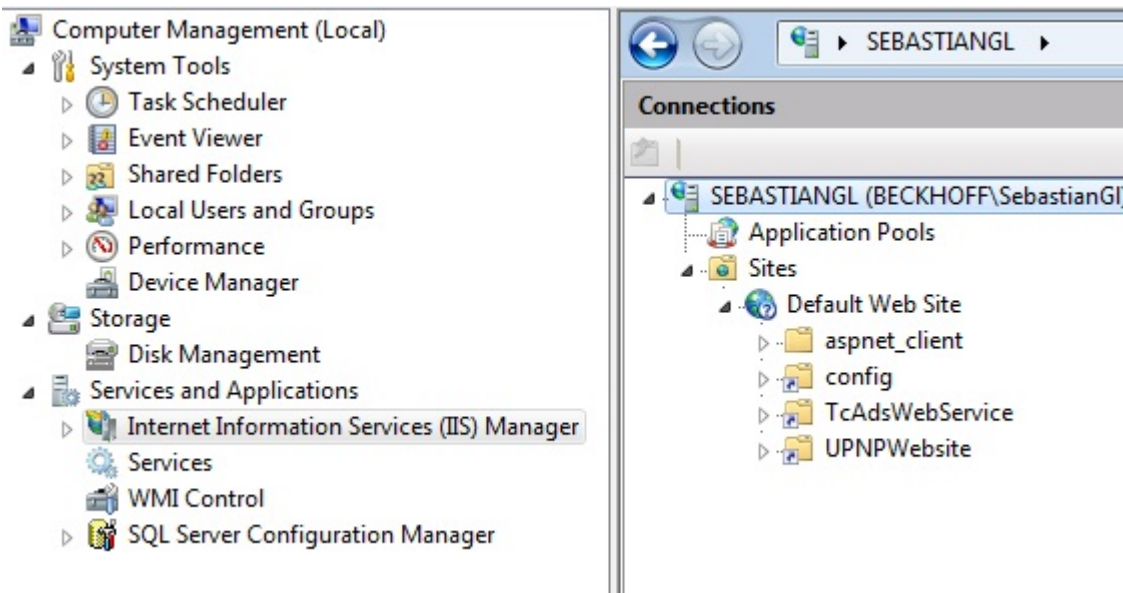 Computer Management (Local)
System Tools
Task Scheduler
Event Viewer
Shared Folders
Local Users and Groups
Performance
Device Manager
Storage
Disk Management
Services and Applications
Internet Information Services (IIS) Manager
Services
WMI Control
SQL Server Configuration Manager
SEBASTIANGL
Connections
SEBASTIANGL (BECKHOFF\SebastianGl)
Application Pools
Sites
Default Web Site
aspnet_client
config
TcAdsWebService
UPNPWebsite